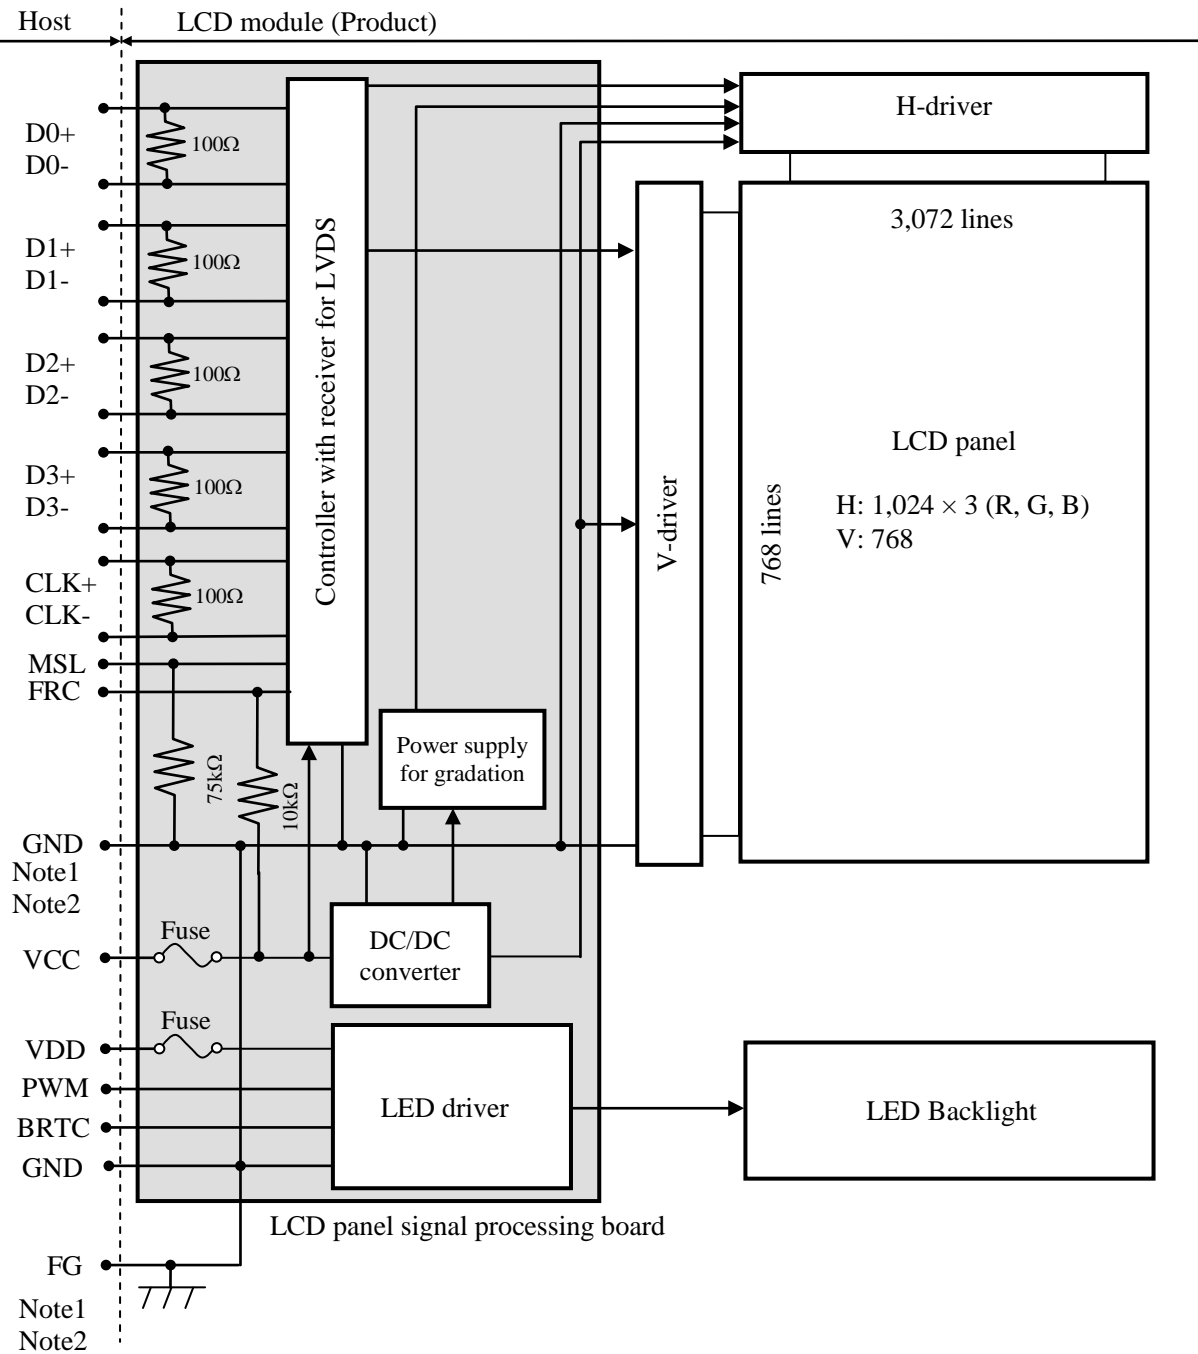 Host
LCD module (Product)
D0+
D0-
100Ω
D1+
D1-
100Ω
D2+
D2-
100Ω
D3+
D3-
100Ω
CLK+
CLK-
100Ω
MSL
FRC
75kΩ
10kΩ
GND
Note1
Note2
VCC
Fuse
VDD
Fuse
PWM
BRTC
GND
FG
Note1
Note2
Controller with receiver for LVDS
Power supply
for gradation
DC/DC
converter
LED driver
LCD panel signal processing board
H-driver
V-driver
3,072 lines
768 lines
LCD panel
H: 1,024 × 3 (R, G, B)
V: 768
LED Backlight